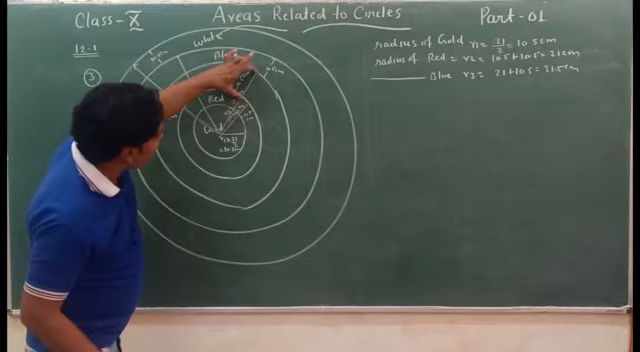 Class - X
Areas Related to Circles
Part - 01
12.1
3
radius of Gold r1 = 21/2 = 10.5 cm
radius of Red = r2 = 10.5 + 10.5 = 21 cm
Blue r3 = 21 + 10.5 = 31.5 cm
White
Red
Gold